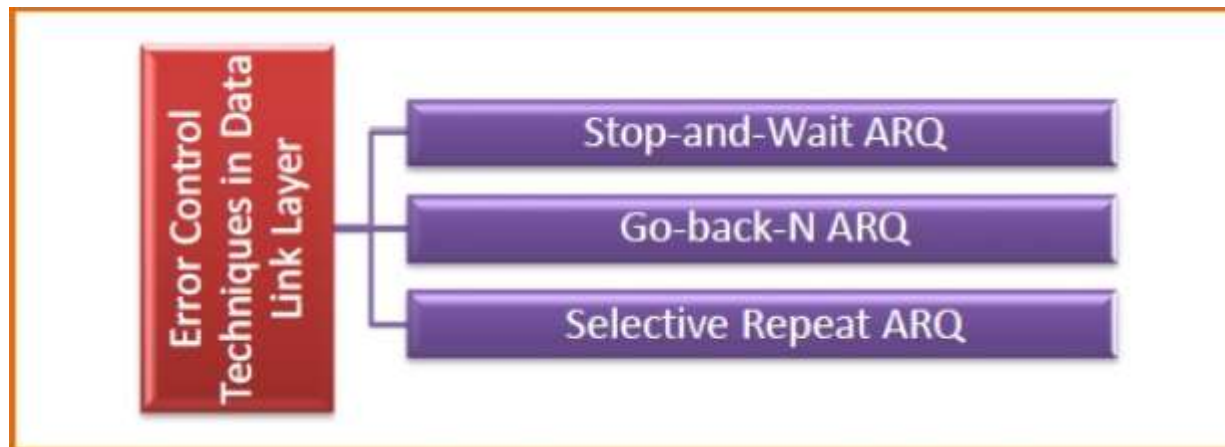 Error Control
Techniques in Data
Link Layer
Stop-and-Wait ARQ
Go-back-N ARQ
Selective Repeat ARQ